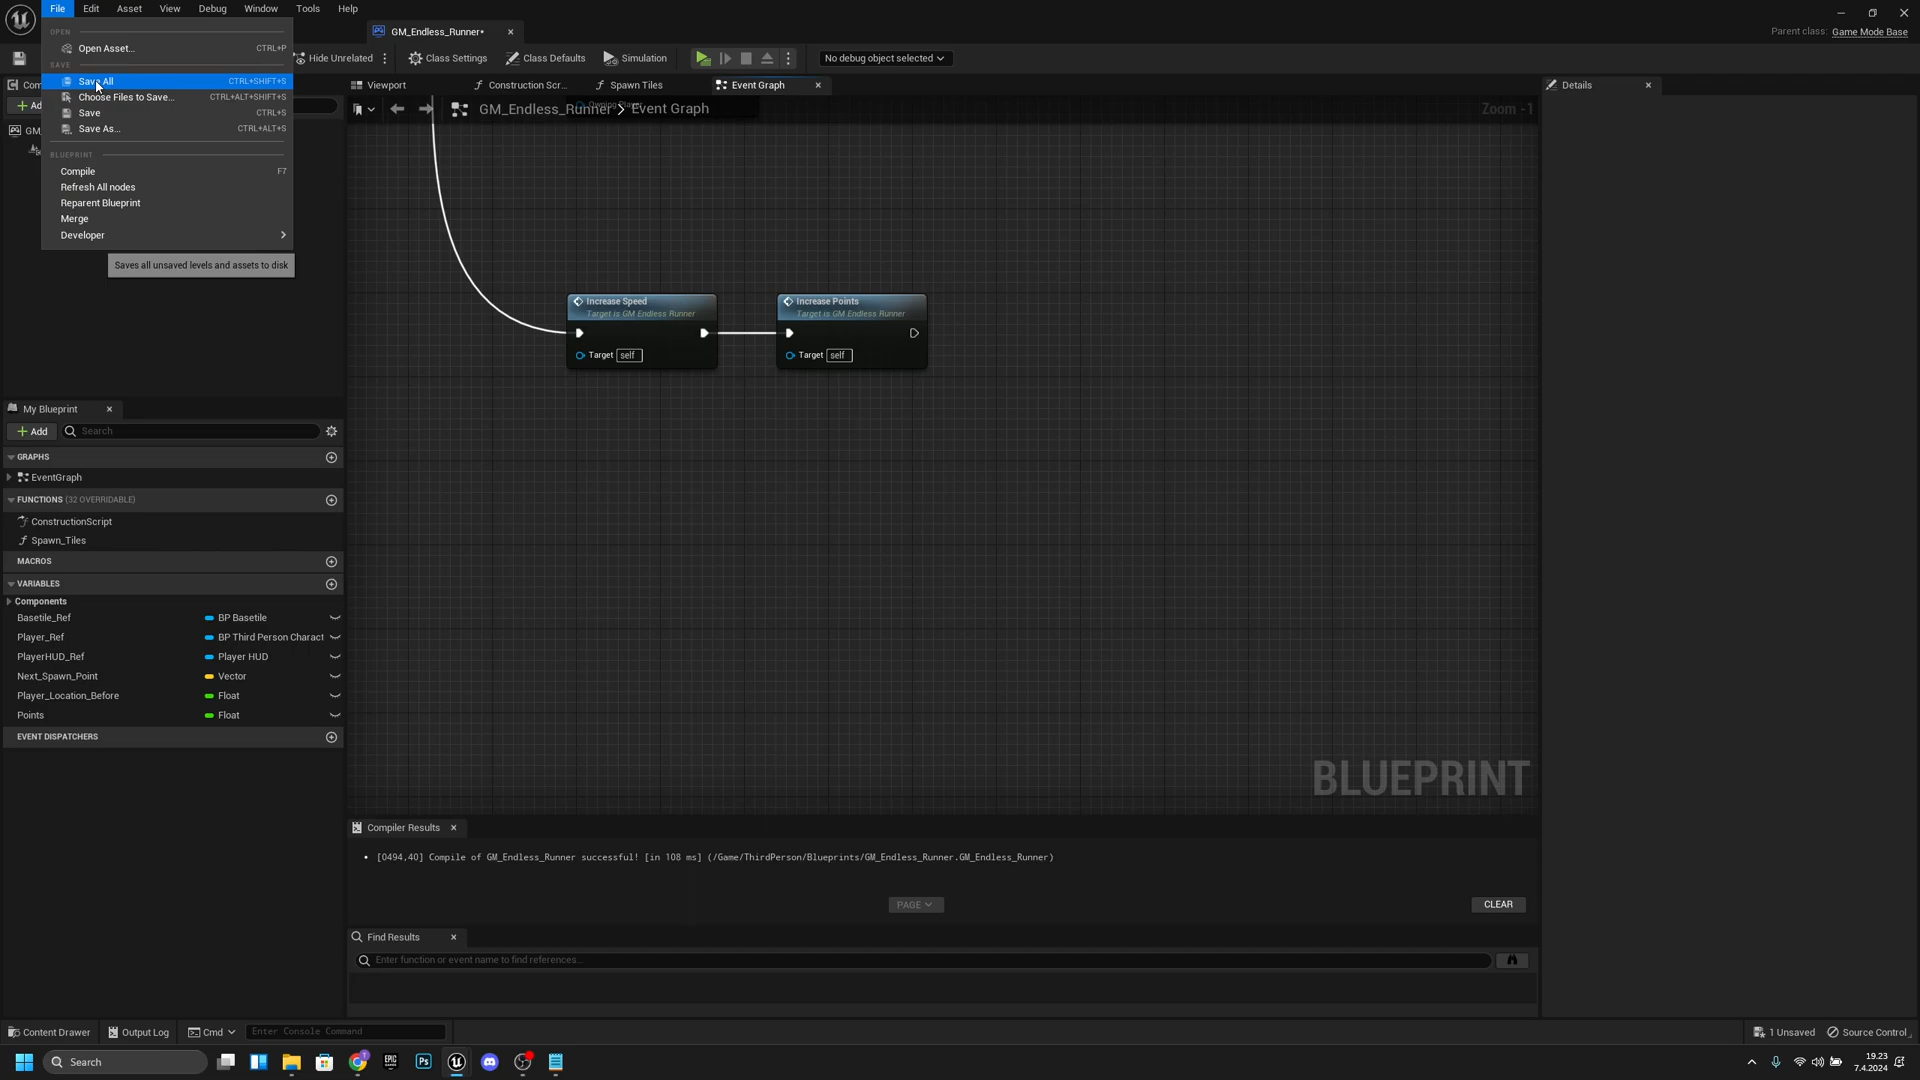 File Edit Asset View Debug Window Tools Help
GM_Endless_Runner•
Parent class: Game Mode Base
OPEN
Open Asset... CTRL+P
SAVE
Save All CTRL+SHIFT+S
Choose Files to Save... CTRL+ALT+SHIFT+S
Save CTRL+S
Save As... CTRL+ALT+S
BLUEPRINT
Compile F7
Refresh All nodes
Reparent Blueprint
Merge
Developer
Saves all unsaved levels and assets to disk
Hide Unrelated Class Settings Class Defaults Simulation No debug object selected
Viewport Construction Scr... Spawn Tiles Event Graph
GM_Endless_Runner > Event Graph
Zoom -1
Increase Speed
Target is GM Endless Runner
Target self
Increase Points
Target is GM Endless Runner
Target self
BLUEPRINT
Details
My Blueprint
+ Add Search
GRAPHS
EventGraph
FUNCTIONS (32 OVERRIDABLE)
ConstructionScript
Spawn_Tiles
MACROS
VARIABLES
Components
Basetile_Ref BP Basetile
Player_Ref BP Third Person Charact
PlayerHUD_Ref Player HUD
Next_Spawn_Point Vector
Player_Location_Before Float
Points Float
EVENT DISPATCHERS
Compiler Results
• [0494,40] Compile of GM_Endless_Runner successful! [in 108 ms] (/Game/ThirdPerson/Blueprints/GM_Endless_Runner.GM_Endless_Runner)
PAGE CLEAR
Find Results
Enter function or event name to find references...
Content Drawer Output Log Cmd Enter Console Command 1 Unsaved Source Control
Search
19.23
7.4.2024